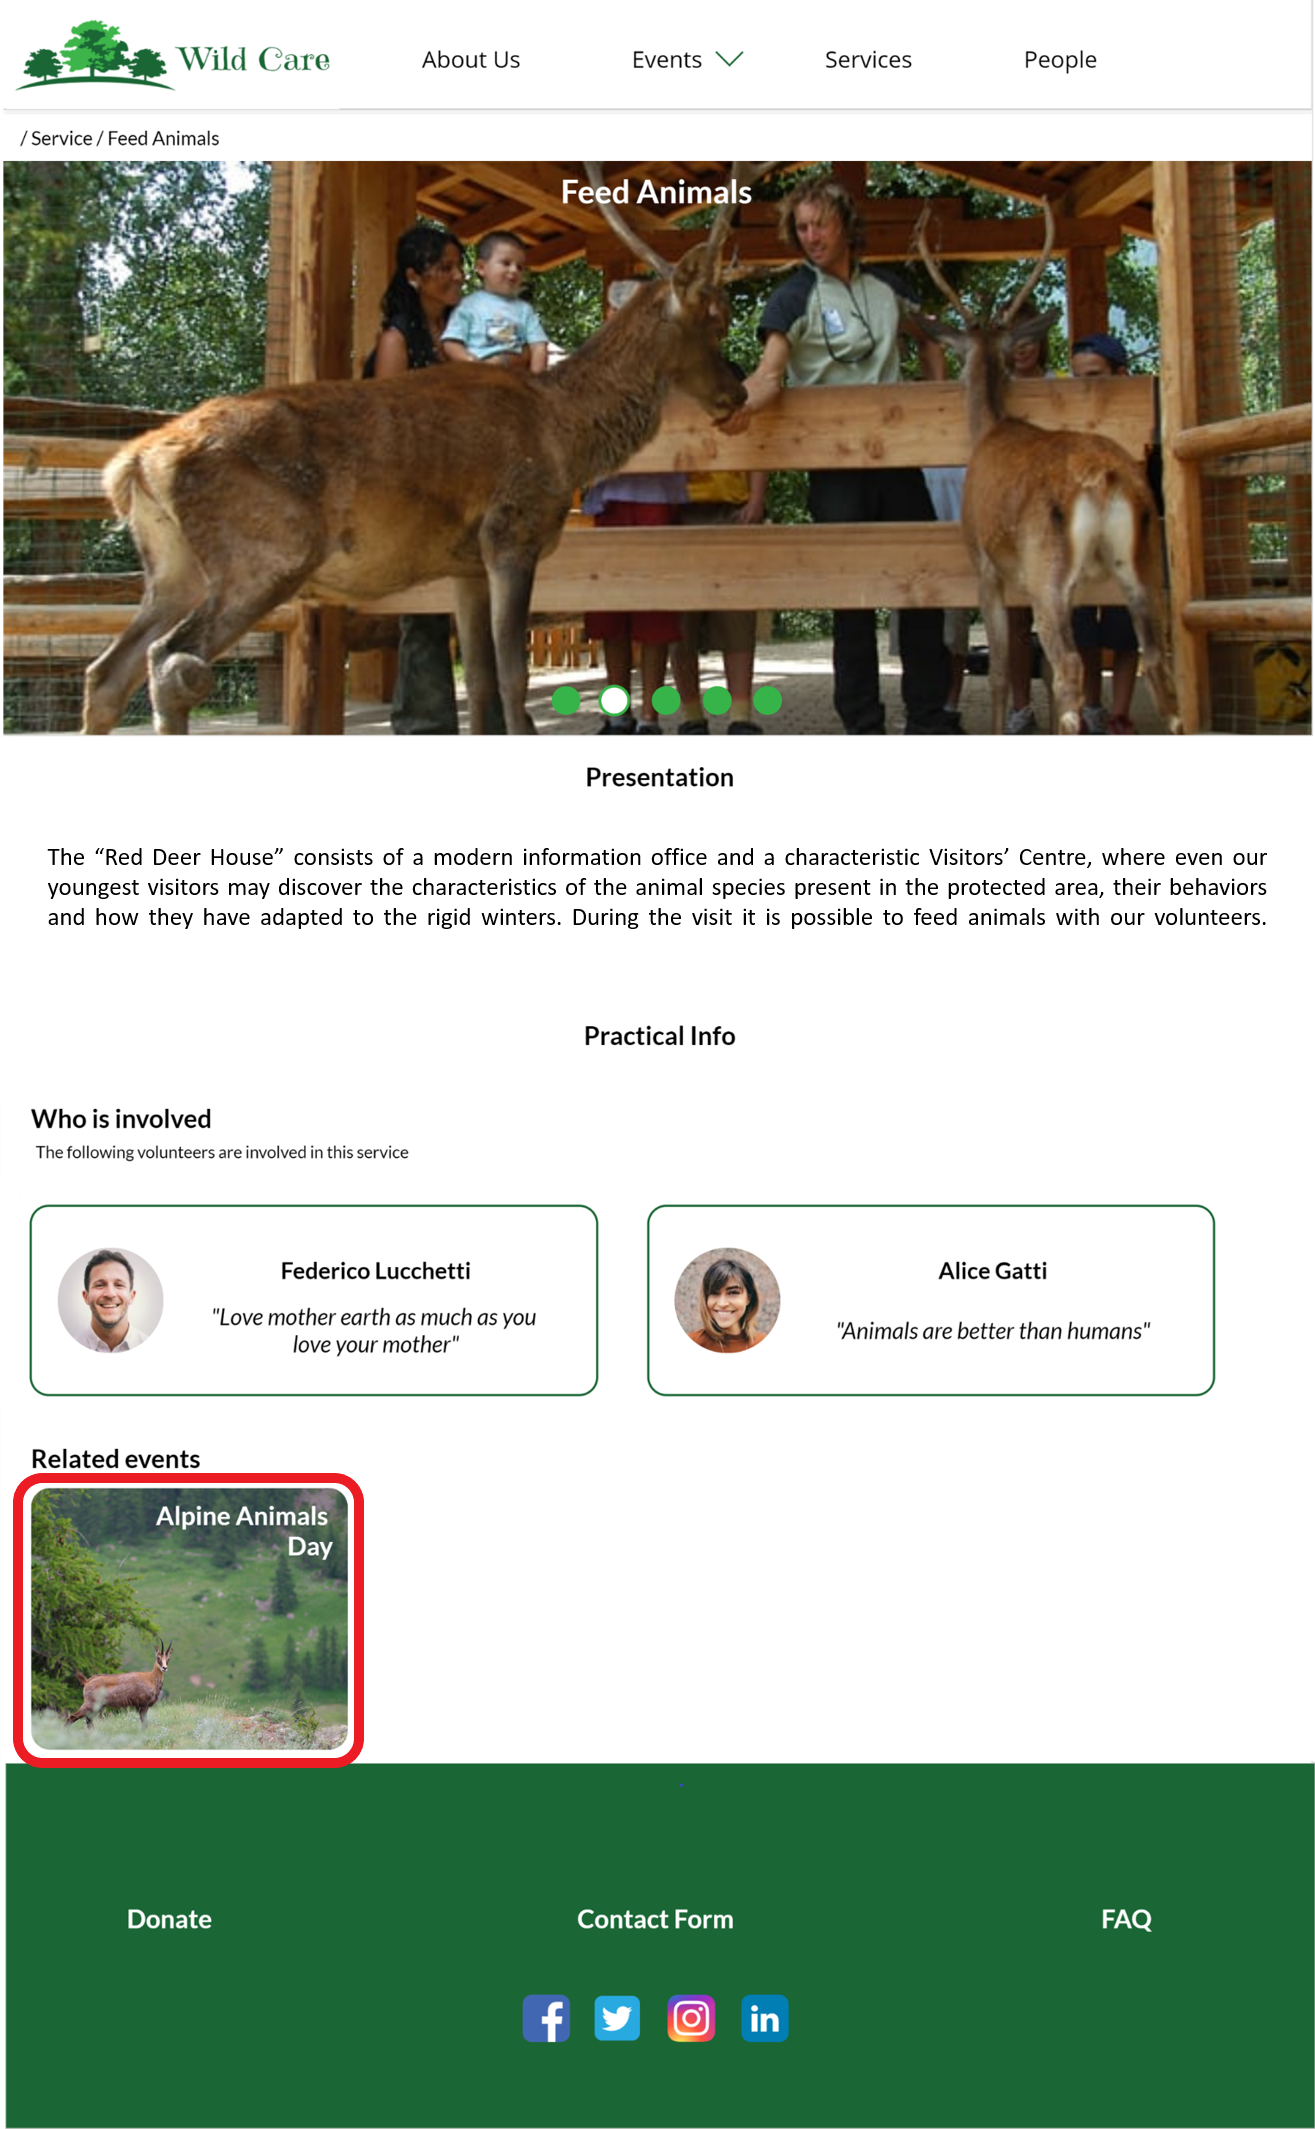 Wild Care
About Us
Events
Services
People
/ Service / Feed Animals
Feed Animals
Presentation
The “Red Deer House” consists of a modern information office and a characteristic Visitors’ Centre, where even our
youngest visitors may discover the characteristics of the animal species present in the protected area, their behaviors
and how they have adapted to the rigid winters. During the visit it is possible to feed animals with our volunteers.
Practical Info
Who is involved
The following volunteers are involved in this service
Federico Lucchetti
"Love mother earth as much as you
love your mother"
Alice Gatti
"Animals are better than humans"
Related events
Alpine Animals
Day
Donate
Contact Form
FAQ